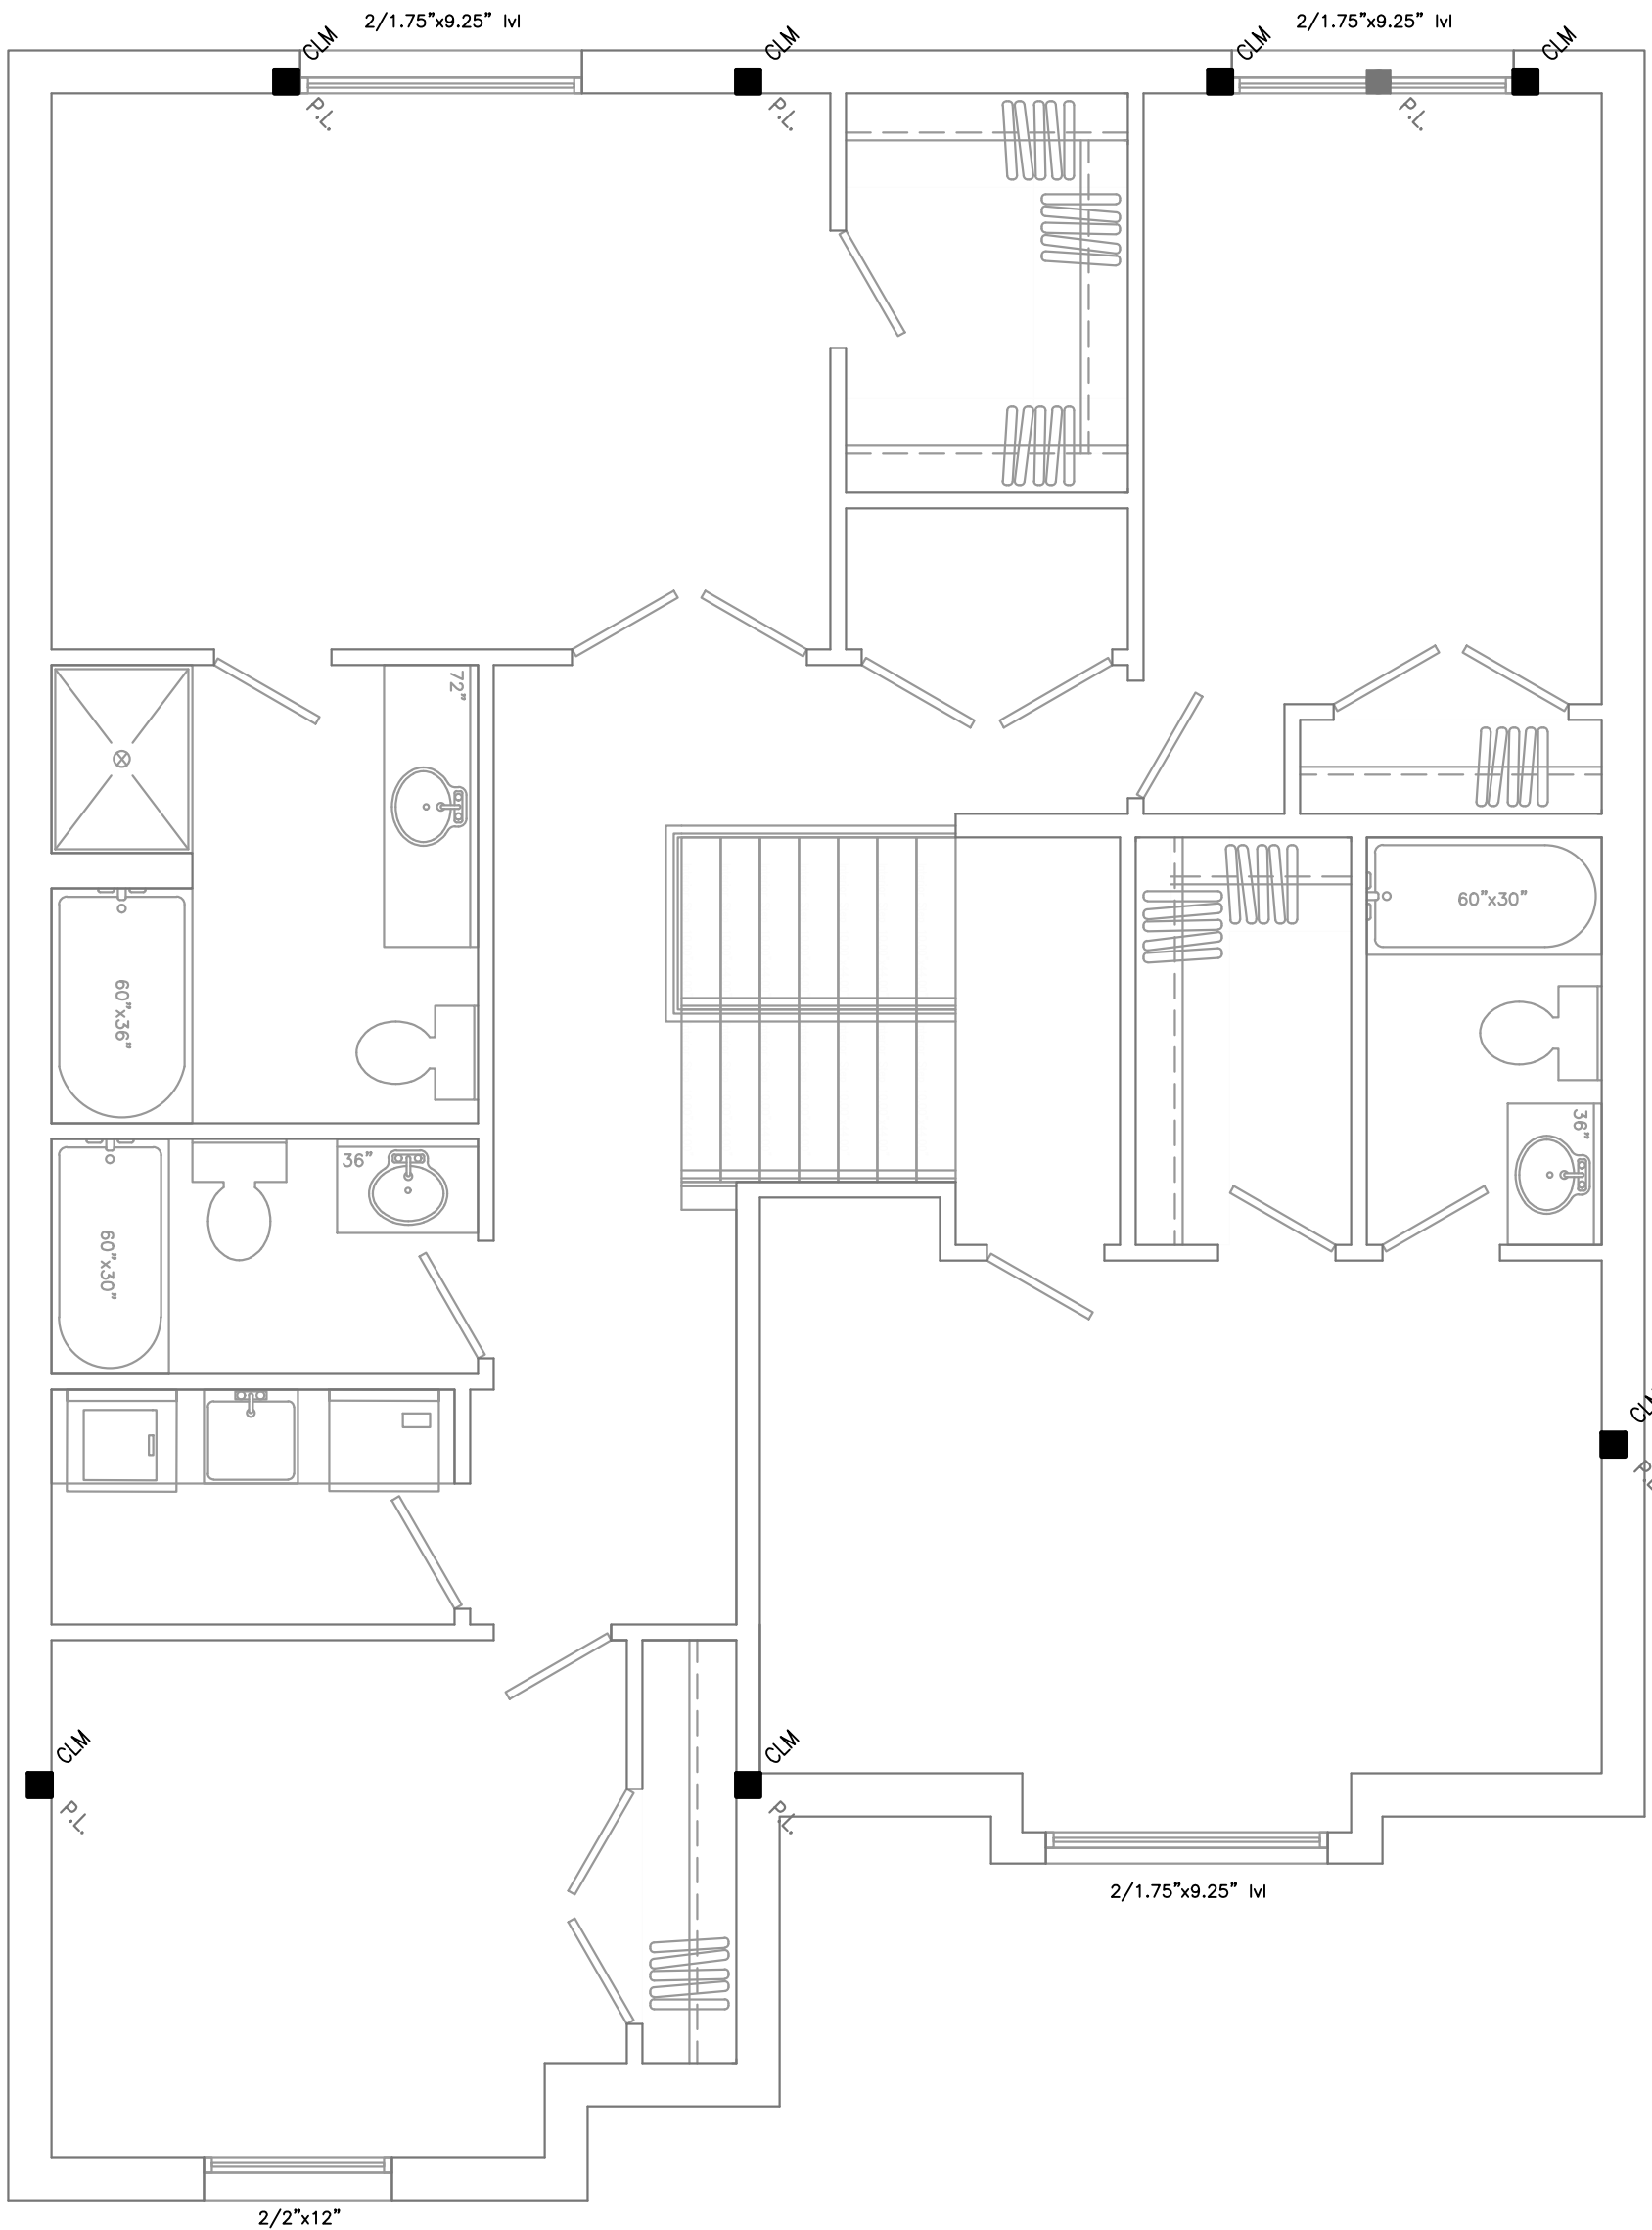 2/1.75"x9.25" lvl
2/1.75"x9.25" lvl
CLM
CLM
CLM
CLM
P.L.
P.L.
P.L.
72"
60"x30"
60"x36"
36"
36"
60"x30"
CLM
P.L.
CLM
CLM
P.L.
P.L.
2/1.75"x9.25" lvl
2/2"x12"